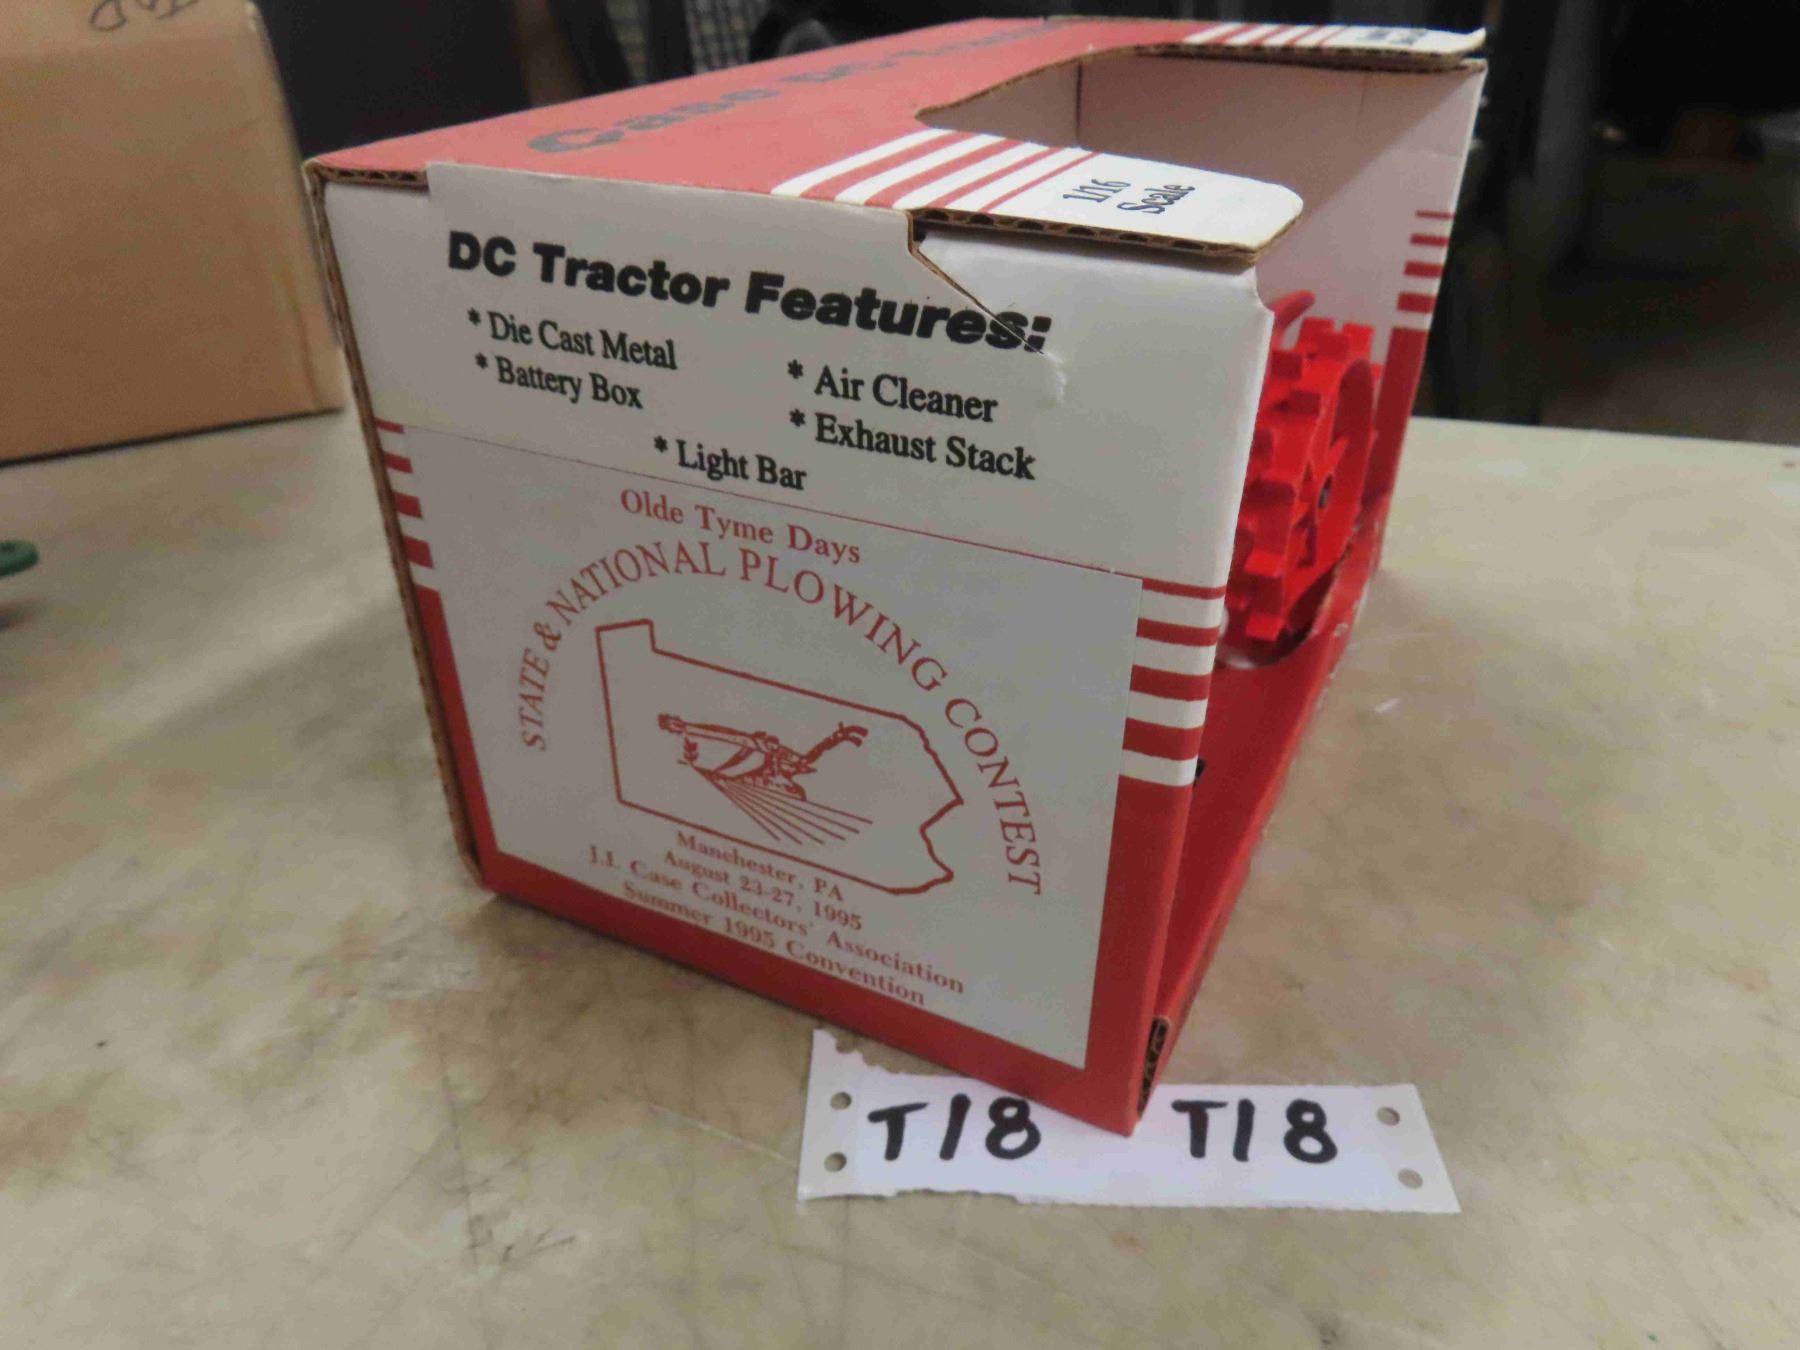 1/16
Scale
DC Tractor Features:
* Die Cast Metal
* Battery Box
* Air Cleaner
* Exhaust Stack
* Light Bar
Olde Tyme Days
STATE & NATIONAL PLOWING CONTEST
Manchester, PA
August 23-27, 1995
J.I. Case Collectors' Association
Summer 1995 Convention
T18 T18